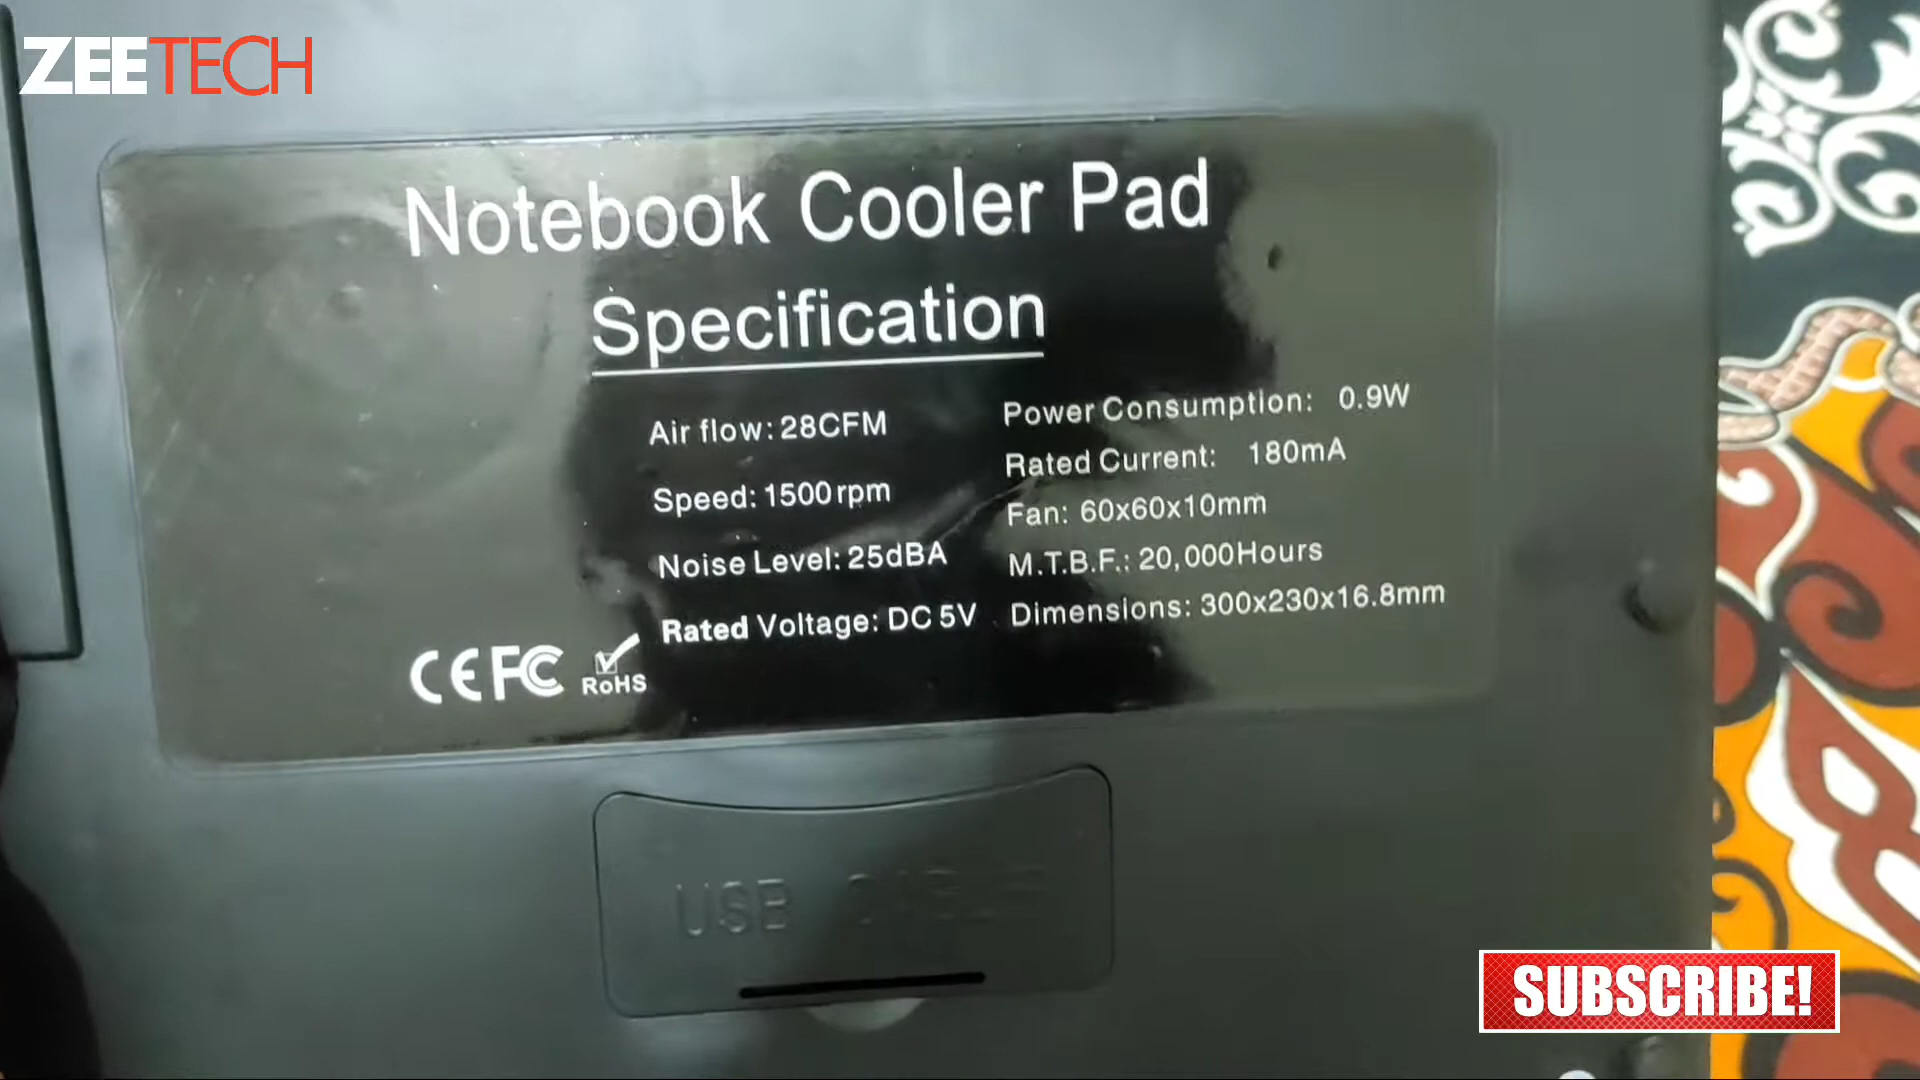 ZEETECH
Notebook Cooler Pad
Specification
Air flow: 28CFM
Speed: 1500rpm
Noise Level: 25dBA
Rated Voltage: DC 5V
Power Consumption: 0.9W
Rated Current: 180mA
Fan: 60x60x10mm
M.T.B.F.: 20,000Hours
Dimensions: 300x230x16.8mm
CE FC RoHS
USB CABLE
SUBSCRIBE!